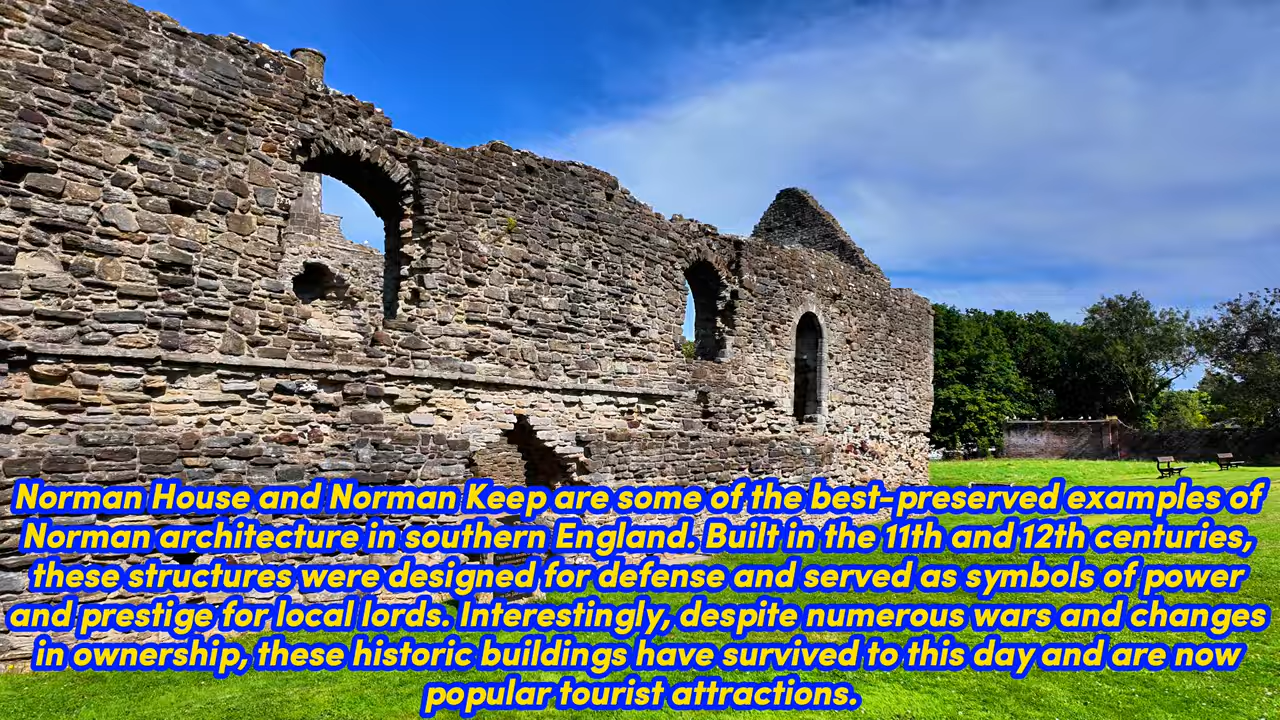 Norman House and Norman Keep are some of the best-preserved examples of
Norman architecture in southern England. Built in the 11th and 12th centuries,
these structures were designed for defense and served as symbols of power
and prestige for local lords. Interestingly, despite numerous wars and changes
in ownership, these historic buildings have survived to this day and are now
popular tourist attractions.